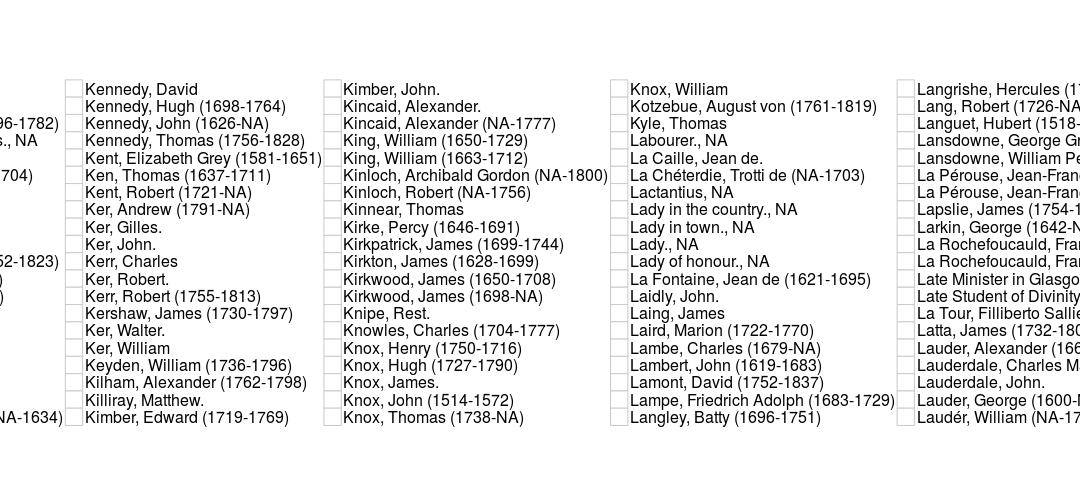 96-1782)
s., NA
1704)
52-1823)
)
)
NA-1634)
Kennedy, David
Kennedy, Hugh (1698-1764)
Kennedy, John (1626-NA)
Kennedy, Thomas (1756-1828)
Kent, Elizabeth Grey (1581-1651)
Ken, Thomas (1637-1711)
Kent, Robert (1721-NA)
Ker, Andrew (1791-NA)
Ker, Gilles.
Ker, John.
Kerr, Charles
Ker, Robert.
Kerr, Robert (1755-1813)
Kershaw, James (1730-1797)
Ker, Walter.
Ker, William
Keyden, William (1736-1796)
Kilham, Alexander (1762-1798)
Killiray, Matthew.
Kimber, Edward (1719-1769)
Kimber, John.
Kincaid, Alexander.
Kincaid, Alexander (NA-1777)
King, William (1650-1729)
King, William (1663-1712)
Kinloch, Archibald Gordon (NA-1800)
Kinloch, Robert (NA-1756)
Kinnear, Thomas
Kirke, Percy (1646-1691)
Kirkpatrick, James (1699-1744)
Kirkton, James (1628-1699)
Kirkwood, James (1650-1708)
Kirkwood, James (1698-NA)
Knipe, Rest.
Knowles, Charles (1704-1777)
Knox, Henry (1750-1716)
Knox, Hugh (1727-1790)
Knox, James.
Knox, John (1514-1572)
Knox, Thomas (1738-NA)
Knox, William
Kotzebue, August von (1761-1819)
Kyle, Thomas
Labourer., NA
La Caille, Jean de.
La Chéterdie, Trotti de (NA-1703)
Lactantius, NA
Lady in the country., NA
Lady in town., NA
Lady., NA
Lady of honour., NA
La Fontaine, Jean de (1621-1695)
Laidly, John.
Laing, James
Laird, Marion (1722-1770)
Lambe, Charles (1679-NA)
Lambert, John (1619-1683)
Lamont, David (1752-1837)
Lampe, Friedrich Adolph (1683-1729)
Langley, Batty (1696-1751)
Langrishe, Hercules (17
Lang, Robert (1726-NA
Languet, Hubert (1518-
Lansdowne, George Gr
Lansdowne, William Pe
La Pérouse, Jean-Fran
La Pérouse, Jean-Fran
Lapslie, James (1754-1
Larkin, George (1642-N
La Rochefoucauld, Fra
La Rochefoucauld, Fra
Late Minister in Glasgo
Late Student of Divinity
La Tour, Filliberto Sallie
Latta, James (1732-180
Lauder, Alexander (166
Lauderdale, Charles Ma
Lauderdale, John.
Lauder, George (1600-N
Laudér, William (NA-17